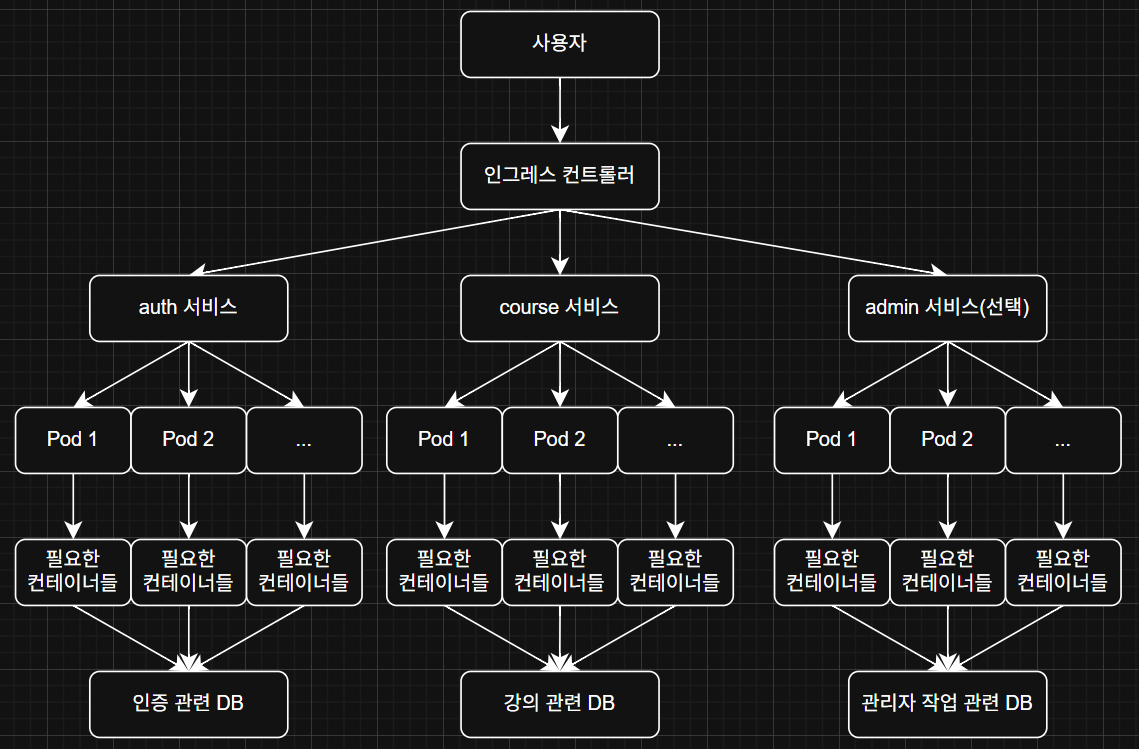 사용자
인그레스 컨트롤러
auth 서비스
course 서비스
admin 서비스(선택)
Pod 1
Pod 2
...
Pod 1
Pod 2
...
Pod 1
Pod 2
...
필요한
컨테이너들
필요한
컨테이너들
필요한
컨테이너들
필요한
컨테이너들
필요한
컨테이너들
필요한
컨테이너들
필요한
컨테이너들
필요한
컨테이너들
필요한
컨테이너들
인증 관련 DB
강의 관련 DB
관리자 작업 관련 DB